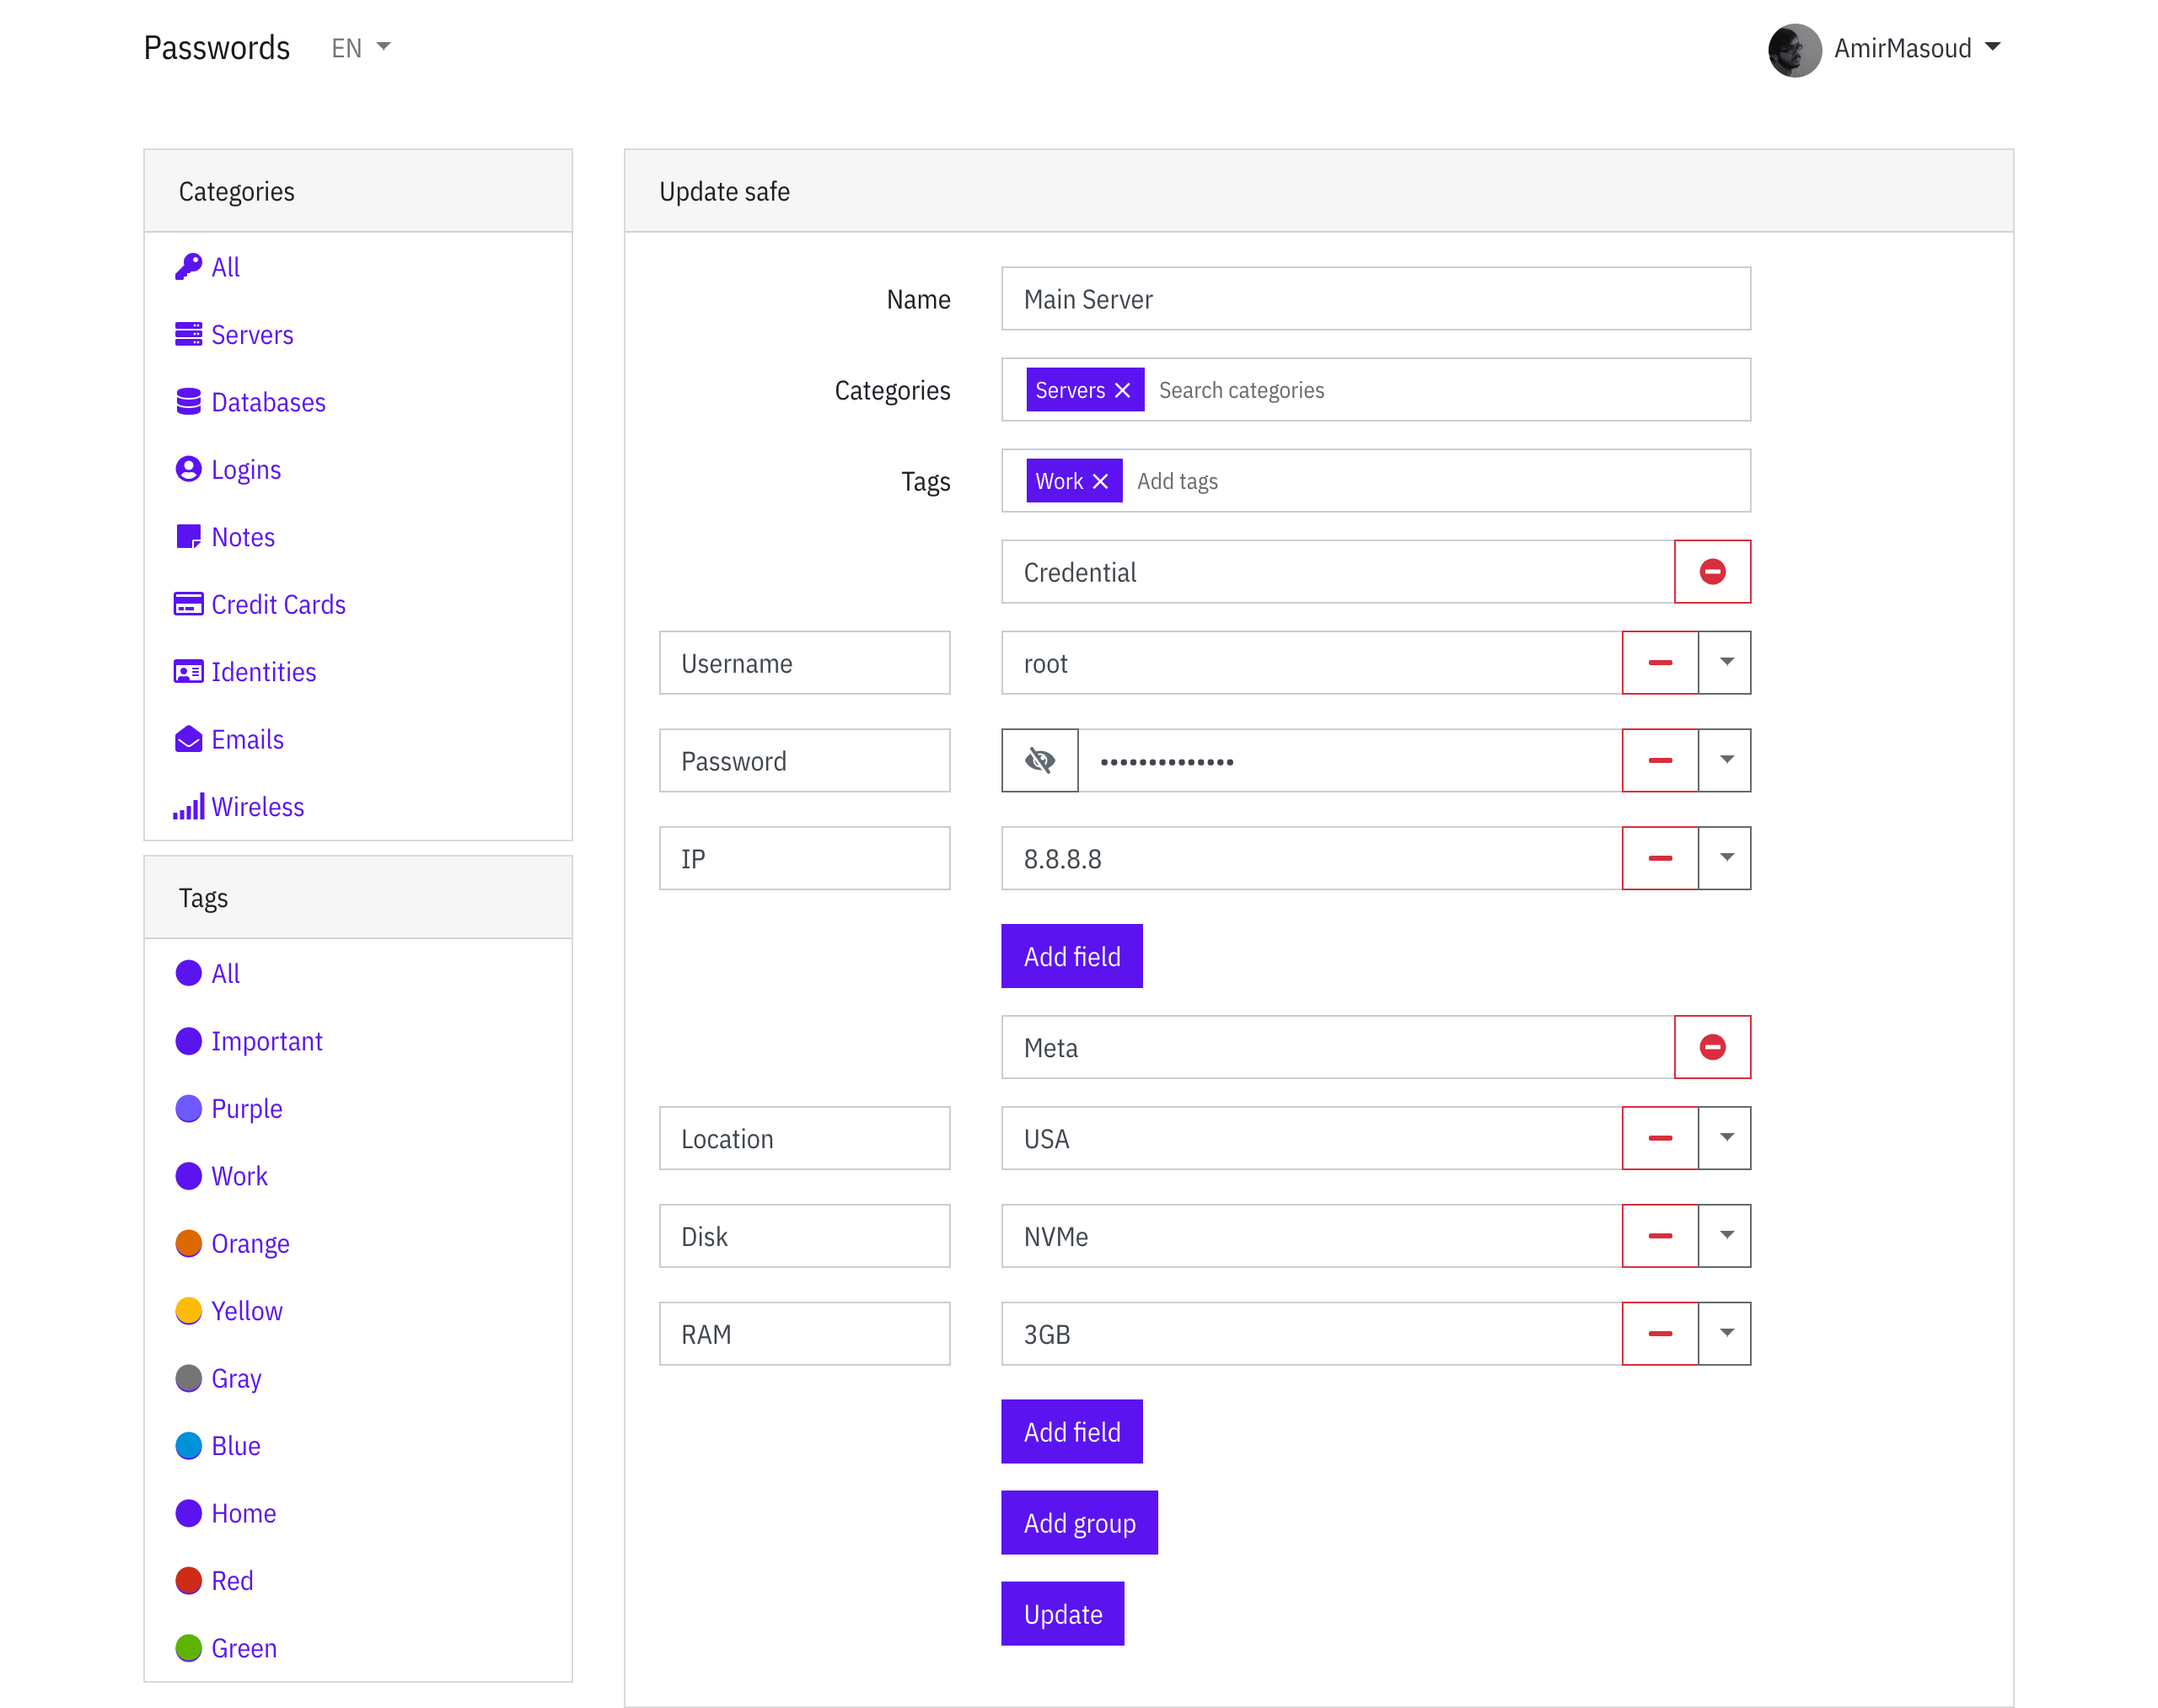 Passwords EN
AmirMasoud
Categories
All
Servers
Databases
Logins
Notes
Credit Cards
Identities
Emails
Wireless
Tags
All
Important
Purple
Work
Orange
Yellow
Gray
Blue
Home
Red
Green
Update safe
Name Main Server
Categories Servers Search categories
Tags Work Add tags
Credential
Username root
Password ••••••••••••••
IP 8.8.8.8
Add field
Meta
Location USA
Disk NVMe
RAM 3GB
Add field
Add group
Update